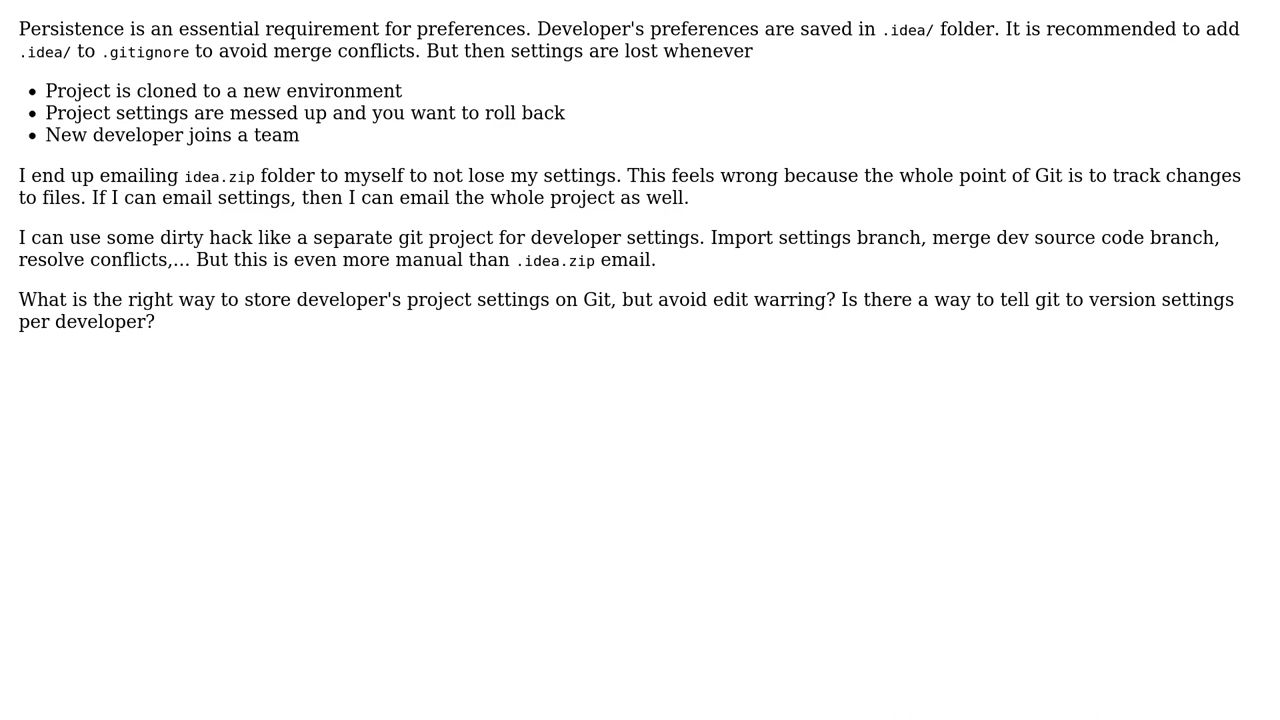 Persistence is an essential requirement for preferences. Developer's preferences are saved in .idea/ folder. It is recommended to add
.idea/ to .gitignore to avoid merge conflicts. But then settings are lost whenever
• Project is cloned to a new environment
• Project settings are messed up and you want to roll back
• New developer joins a team
I end up emailing idea.zip folder to myself to not lose my settings. This feels wrong because the whole point of Git is to track changes
to files. If I can email settings, then I can email the whole project as well.
I can use some dirty hack like a separate git project for developer settings. Import settings branch, merge dev source code branch,
resolve conflicts,... But this is even more manual than .idea.zip email.
What is the right way to store developer's project settings on Git, but avoid edit warring? Is there a way to tell git to version settings
per developer?